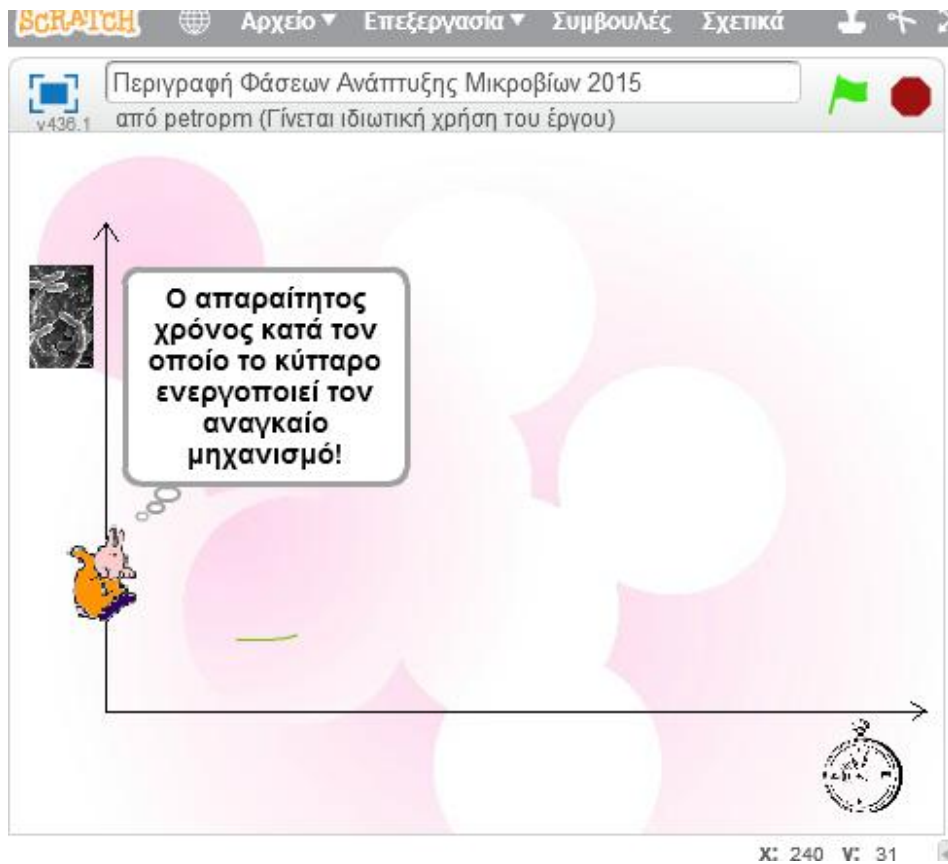 SCRATCH Αρχείο Επεξεργασία Συμβουλές Σχετικά
Περιγραφή Φάσεων Ανάπτυξης Μικροβίων 2015
v436.1 από petropm (Γίνεται ιδιωτική χρήση του έργου)
Ο απαραίτητος
χρόνος κατά τον
οποίο το κύτταρο
ενεργοποιεί τον
αναγκαίο
μηχανισμό!
X: 240 Y: 31